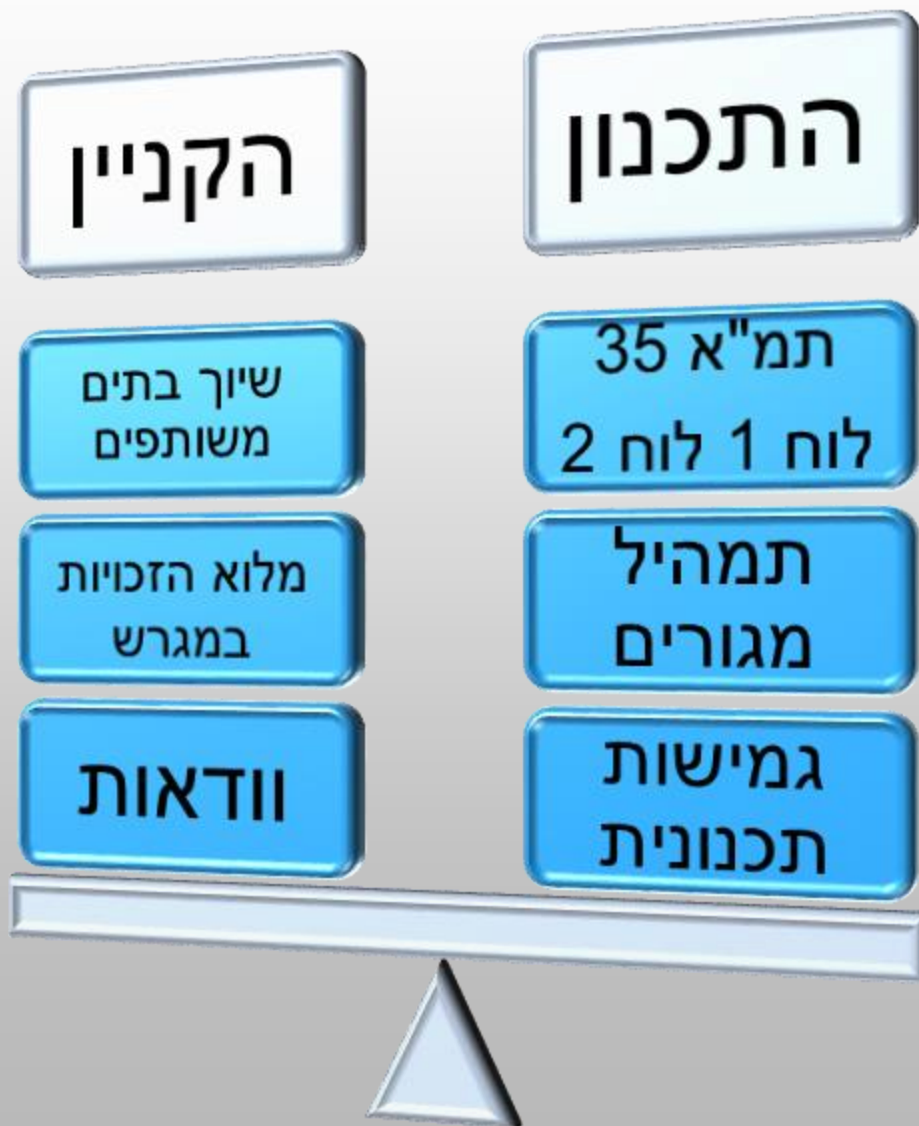 התכנון
תמ"א 35
לוח 1 לוח 2
תמהיל
מגורים
גמישות
תכנונית
הקניין
שיוך בתים
משותפים
מלוא הזכויות
במגרש
וודאות